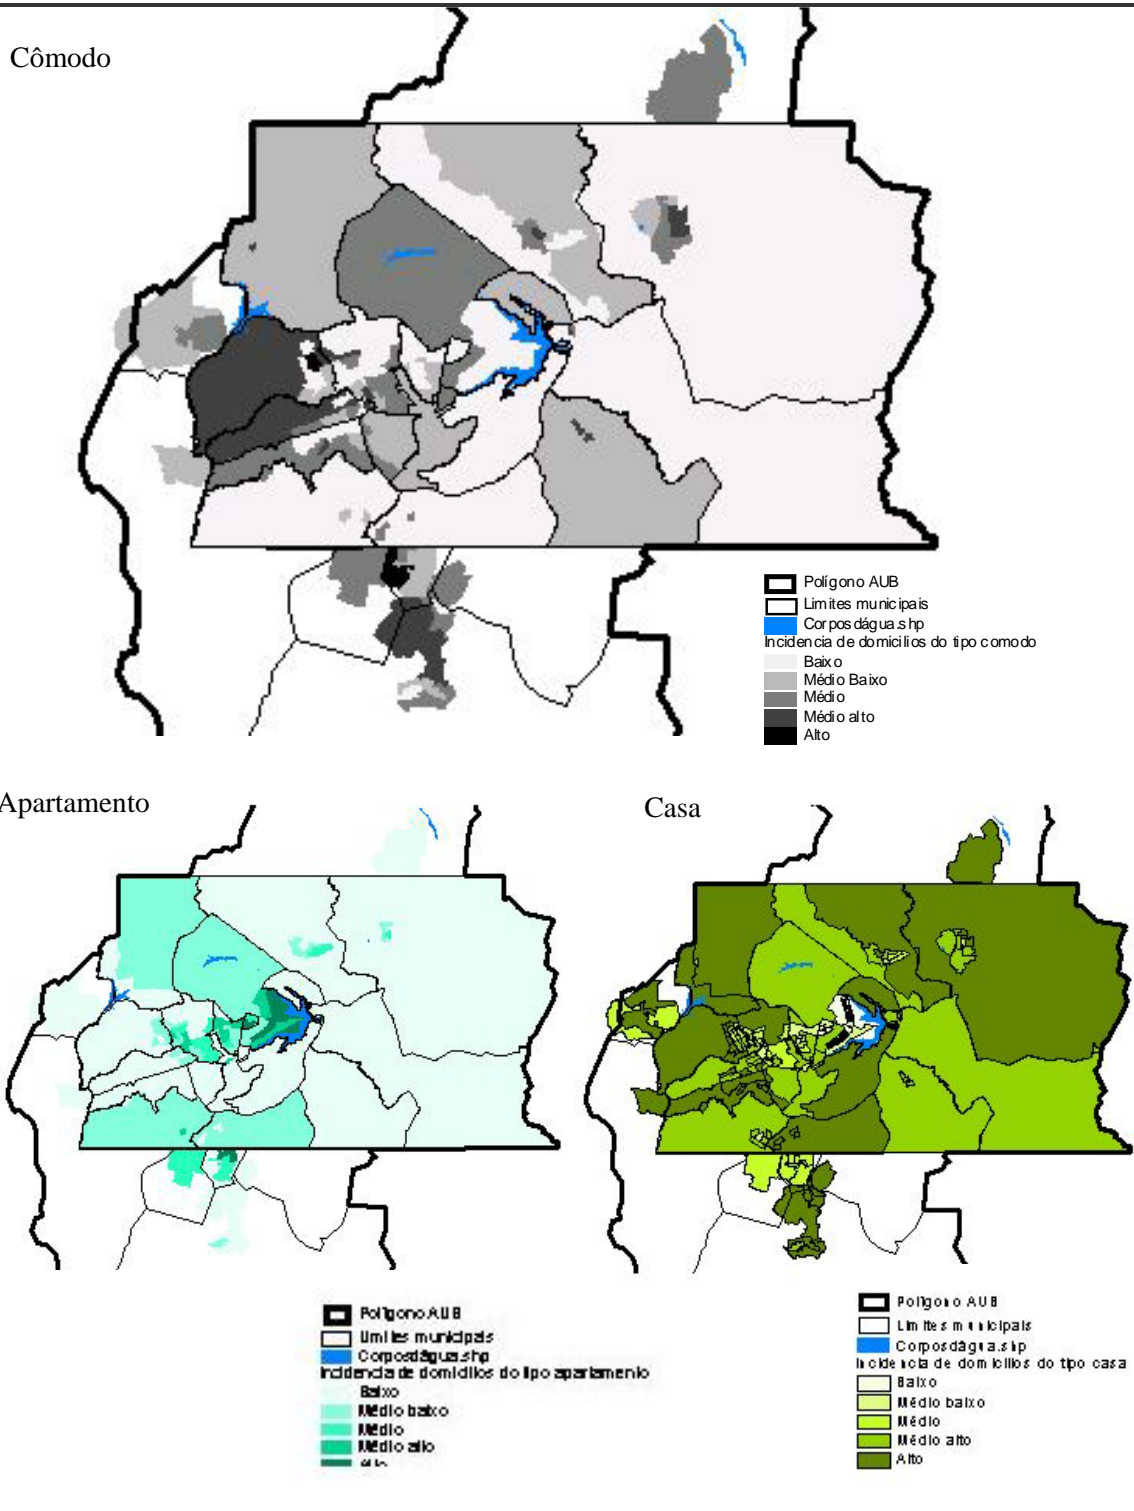 Cômodo
Polígono AUB
Limites municipais
Corposdágua.shp
Incidencia de domicilios do tipo comodo
Baixo
Médio Baixo
Médio
Médio alto
Alto
Apartamento
Casa
Polígono AUB
Limites municipais
Corposdágua.shp
Incidencia de domicilios do tipo apartamento
Baixo
Médio baixo
Médio
Médio alto
Alto
Polígono AUB
Limites municipais
Corposdágua.shp
Incidencia de domicilios do tipo casa
Baixo
Médio baixo
Médio
Médio alto
Alto